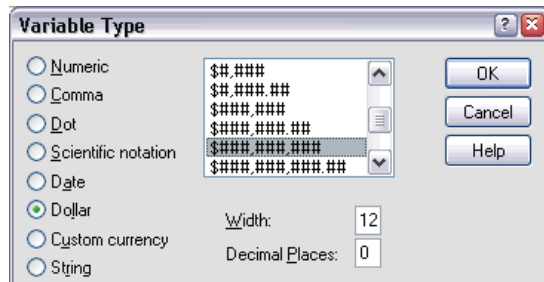 Variable Type
Numeric
Comma
Dot
Scientific notation
Date
Dollar
Custom currency
String
$#,###
$#,###.##
$###,###
$###,###.##
$###,###,###
$###,###,###.##
Width: 12
Decimal Places: 0
OK
Cancel
Help